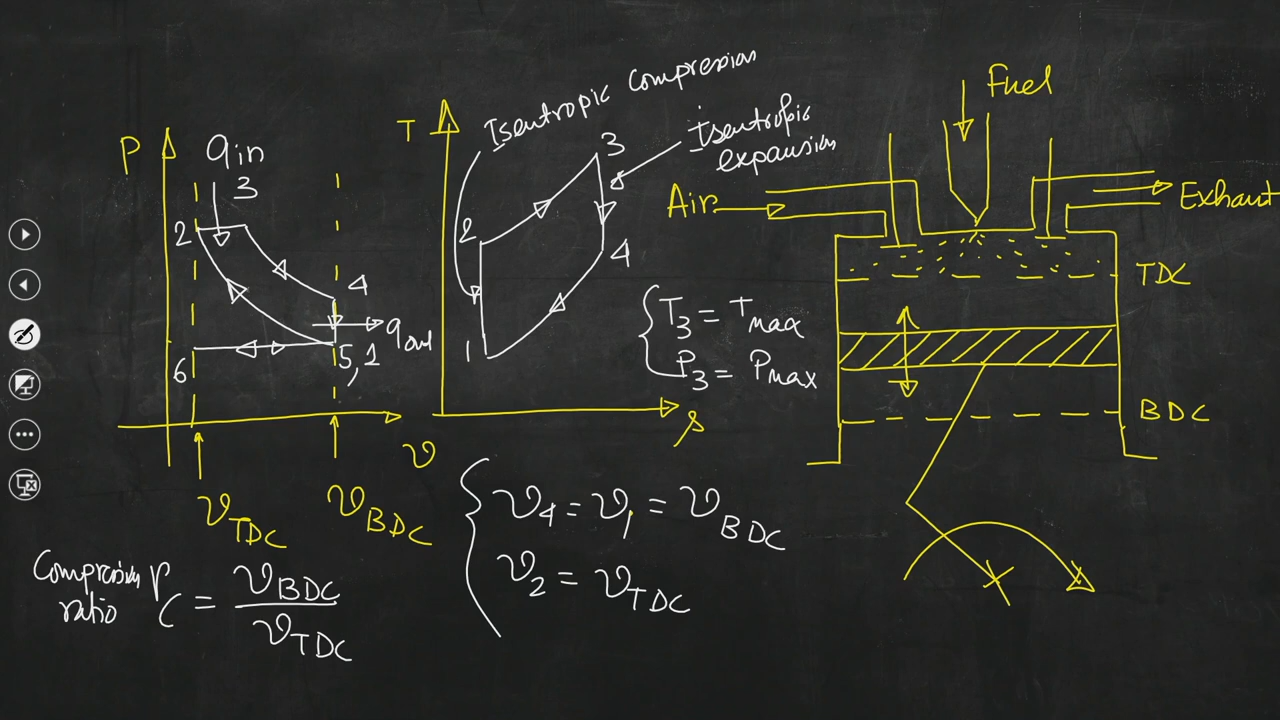 P
qin
3
2
4
qout
5,1
6
v
vTDC
vBDC
Compression ratio rc = vBDC / vTDC
T
Isentropic Compression
Isentropic expansion
3
2
4
1
s
T3 = Tmax
P3 = Pmax
v4 = v1 = vBDC
v2 = vTDC
Fuel
Air
Exhaust
TDC
BDC